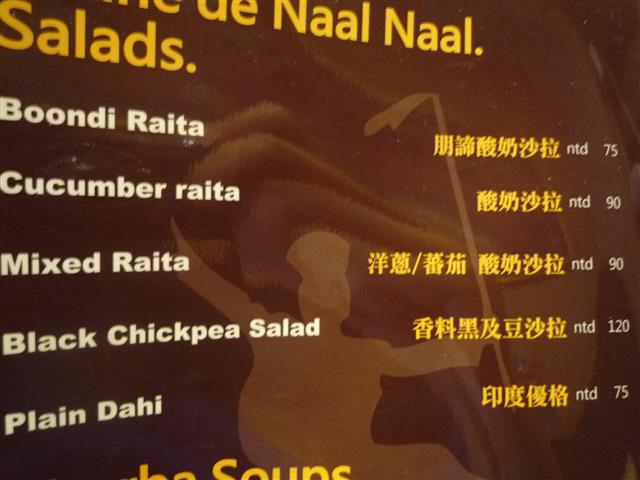 de Naal Naal.
Salads.
Boondi Raita 朋諦酸奶沙拉 ntd 75
Cucumber raita 酸奶沙拉 ntd 90
Mixed Raita 洋蔥/蕃茄 酸奶沙拉 ntd 90
Black Chickpea Salad 香料黑及豆沙拉 ntd 120
Plain Dahi 印度優格 ntd 75
Soups